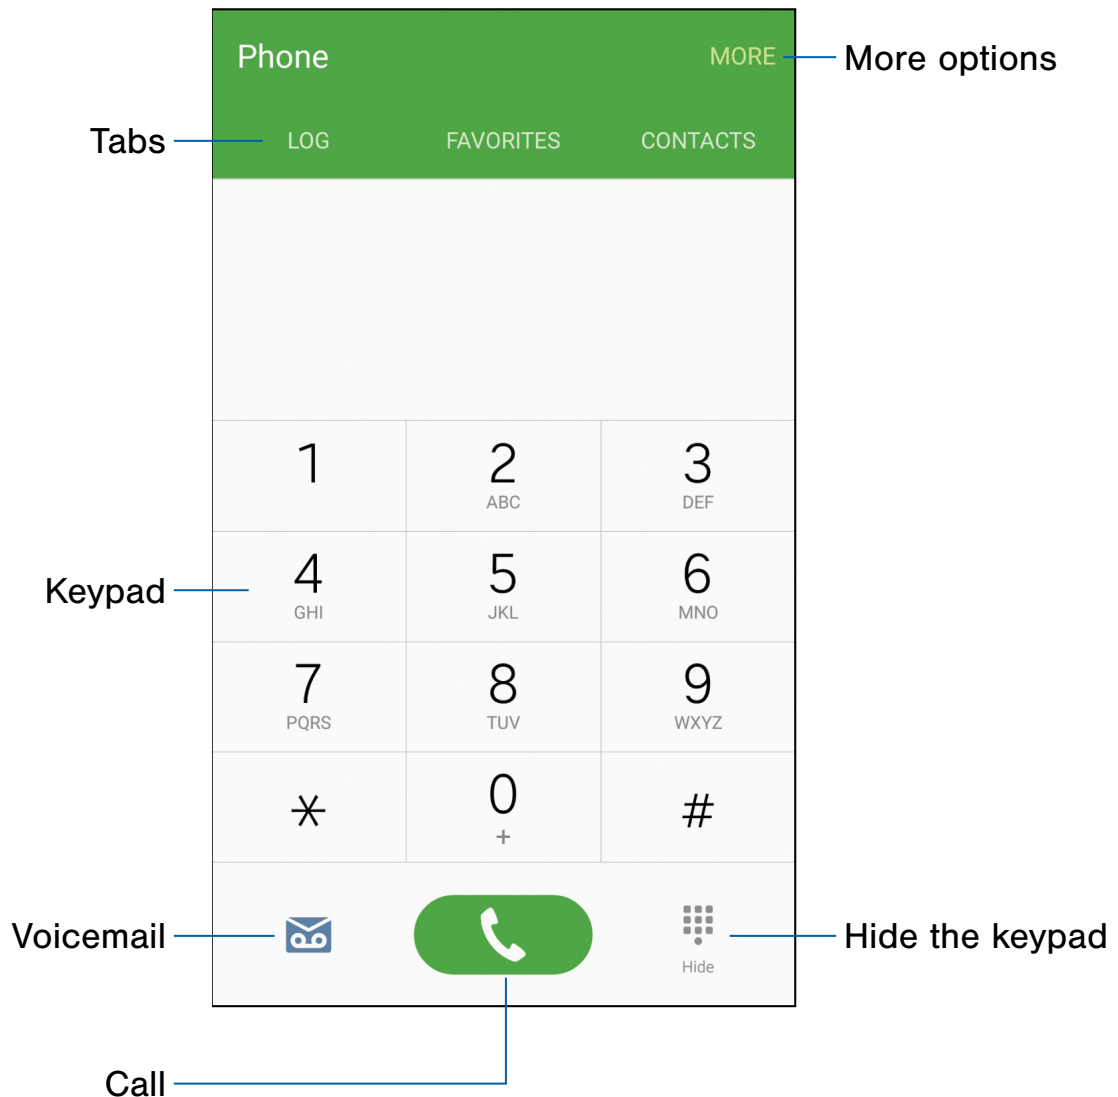 Phone
MORE
More options
Tabs
LOG
FAVORITES
CONTACTS
1
2
3
ABC
DEF
Keypad
4
5
6
GHI
JKL
MNO
7
8
9
PQRS
TUV
WXYZ
*
0
#
+
Voicemail
Hide
Hide the keypad
Call